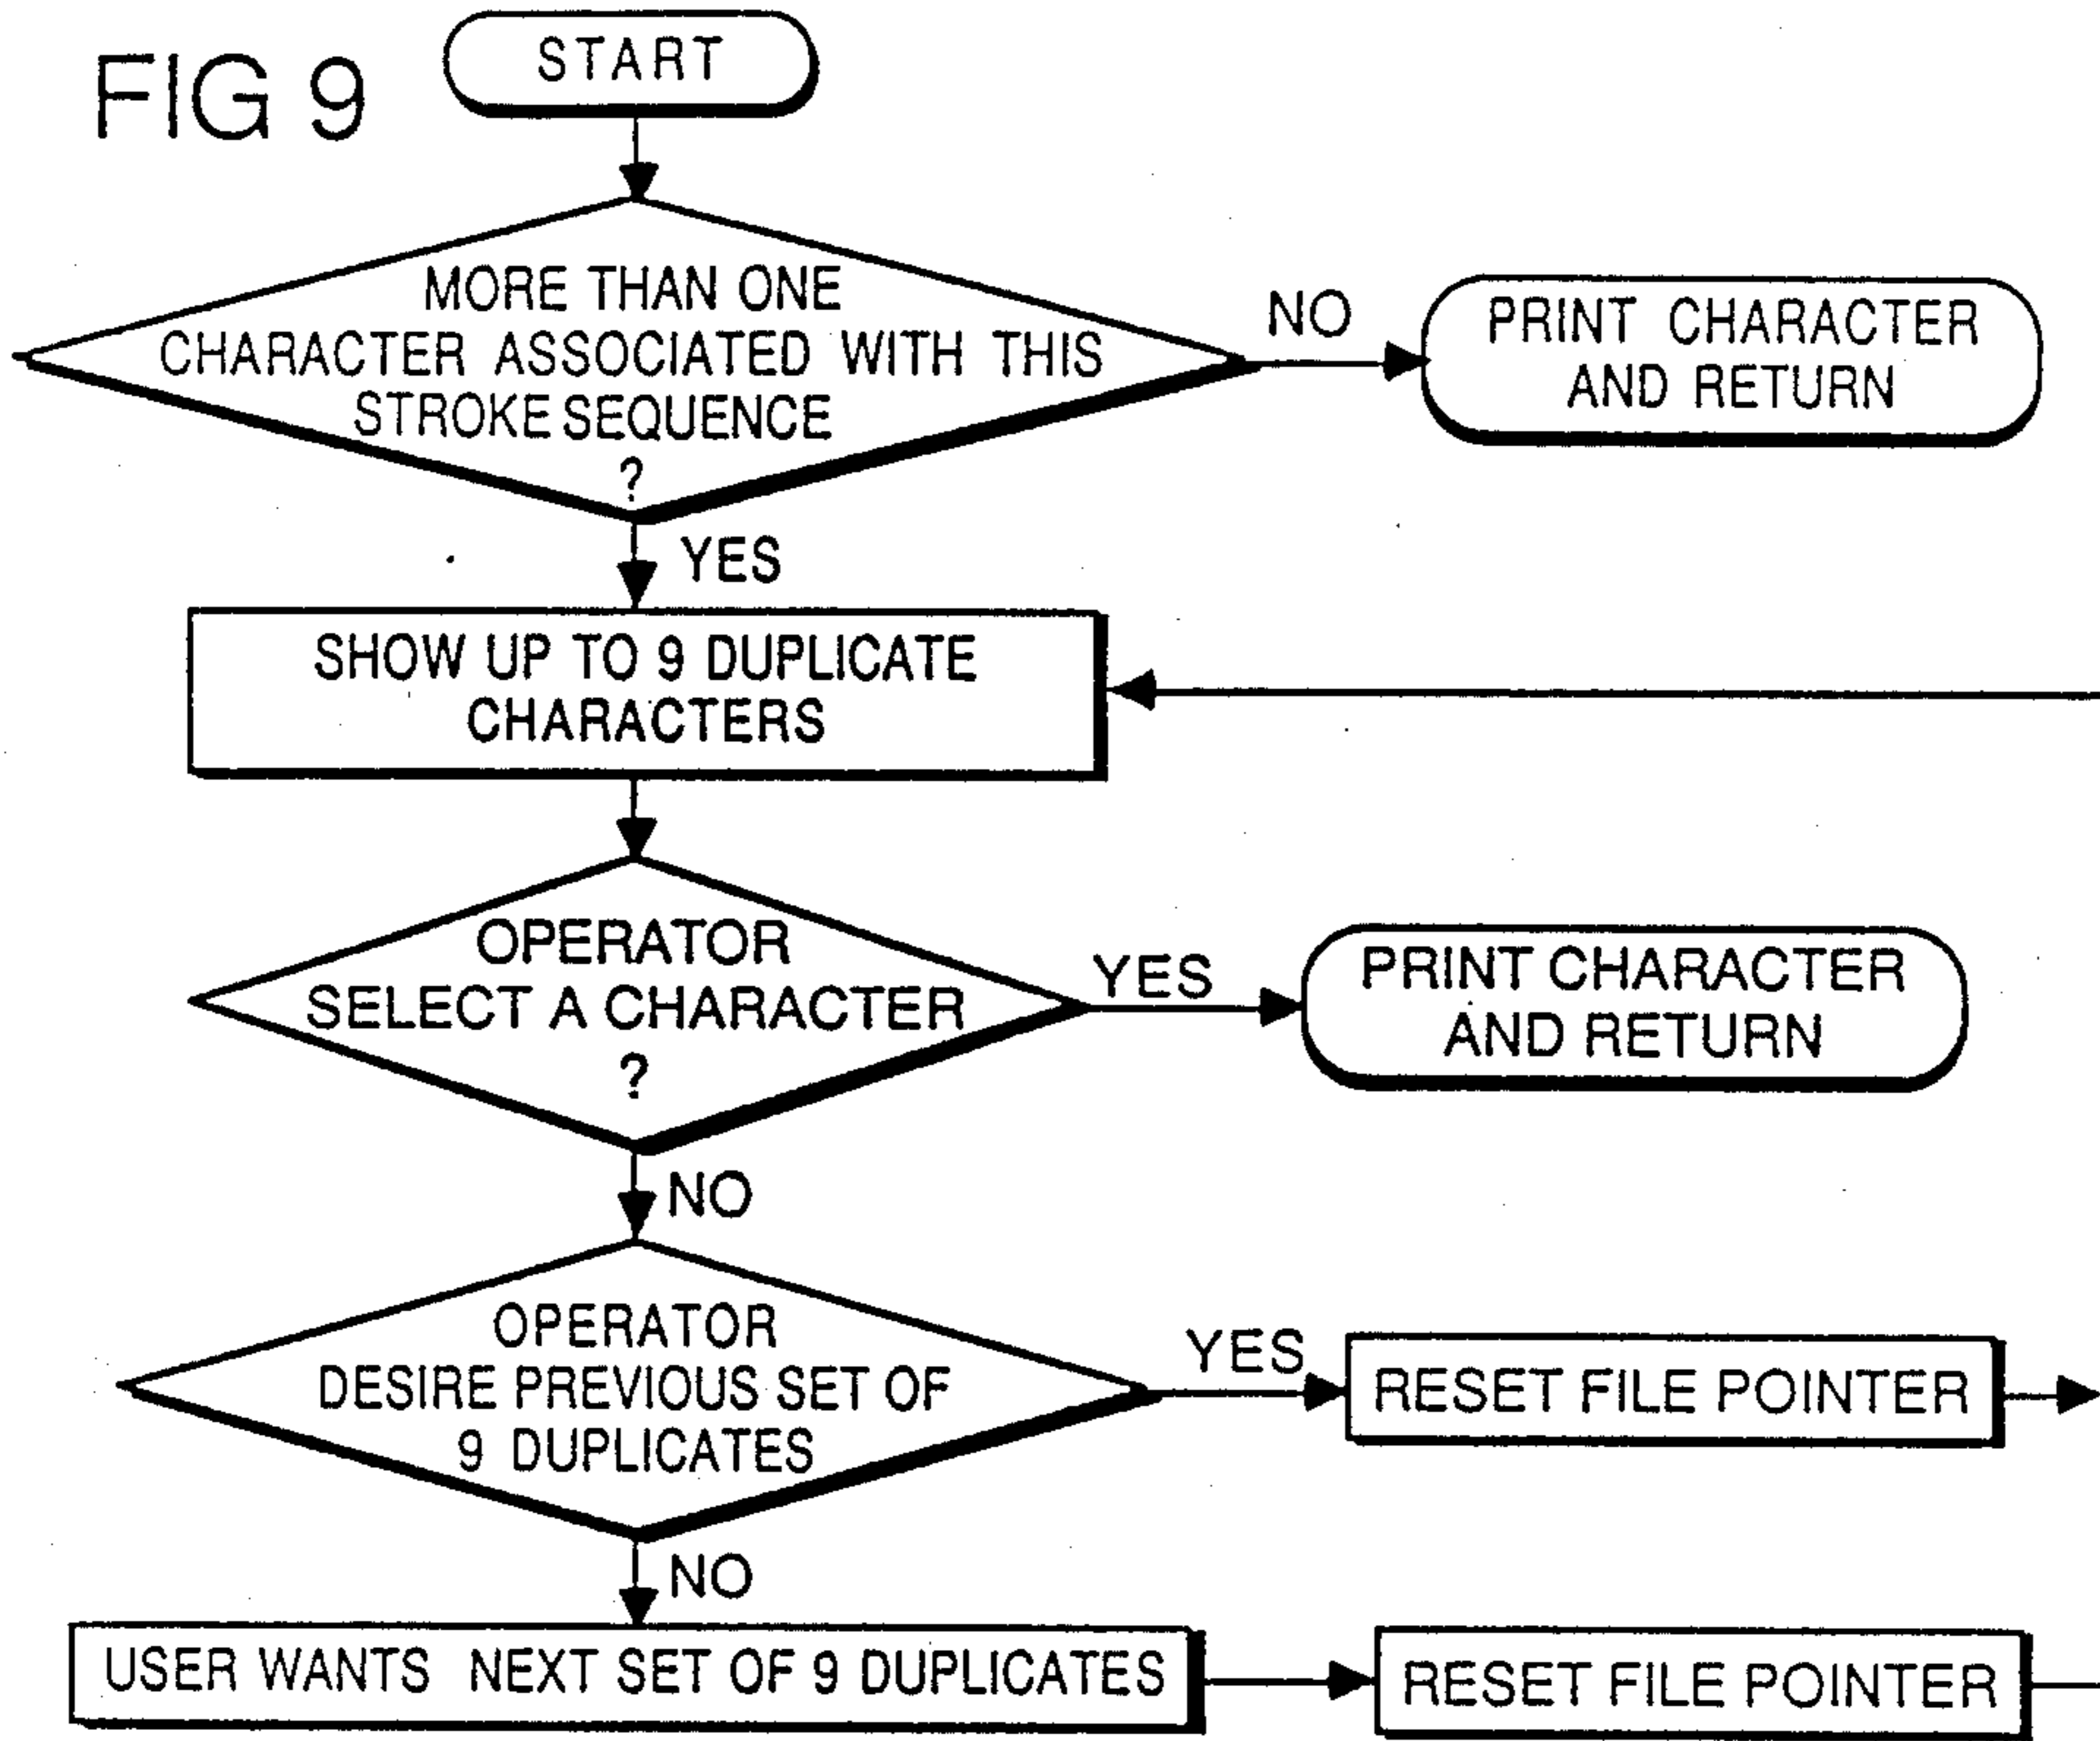 FIG 9
START
MORE THAN ONE
CHARACTER ASSOCIATED WITH THIS
STROKE SEQUENCE
?
NO
PRINT CHARACTER
AND RETURN
YES
SHOW UP TO 9 DUPLICATE
CHARACTERS
OPERATOR
SELECT A CHARACTER
?
YES
PRINT CHARACTER
AND RETURN
NO
OPERATOR
DESIRE PREVIOUS SET OF
9 DUPLICATES
YES
RESET FILE POINTER
NO
USER WANTS NEXT SET OF 9 DUPLICATES
RESET FILE POINTER